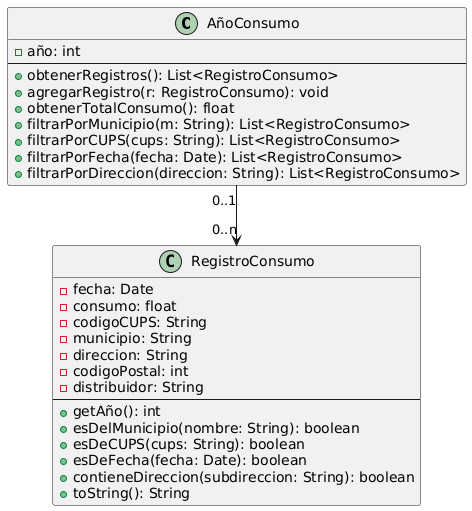 C AñoConsumo
año: int
obtenerRegistros(): List<RegistroConsumo>
agregarRegistro(r: RegistroConsumo): void
obtenerTotalConsumo(): float
filtrarPorMunicipio(m: String): List<RegistroConsumo>
filtrarPorCUPS(cups: String): List<RegistroConsumo>
filtrarPorFecha(fecha: Date): List<RegistroConsumo>
filtrarPorDireccion(direccion: String): List<RegistroConsumo>
0..1
0..n
C RegistroConsumo
fecha: Date
consumo: float
codigoCUPS: String
municipio: String
direccion: String
codigoPostal: int
distribuidor: String
getAño(): int
esDelMunicipio(nombre: String): boolean
esDeCUPS(cups: String): boolean
esDeFecha(fecha: Date): boolean
contieneDireccion(subdireccion: String): boolean
toString(): String